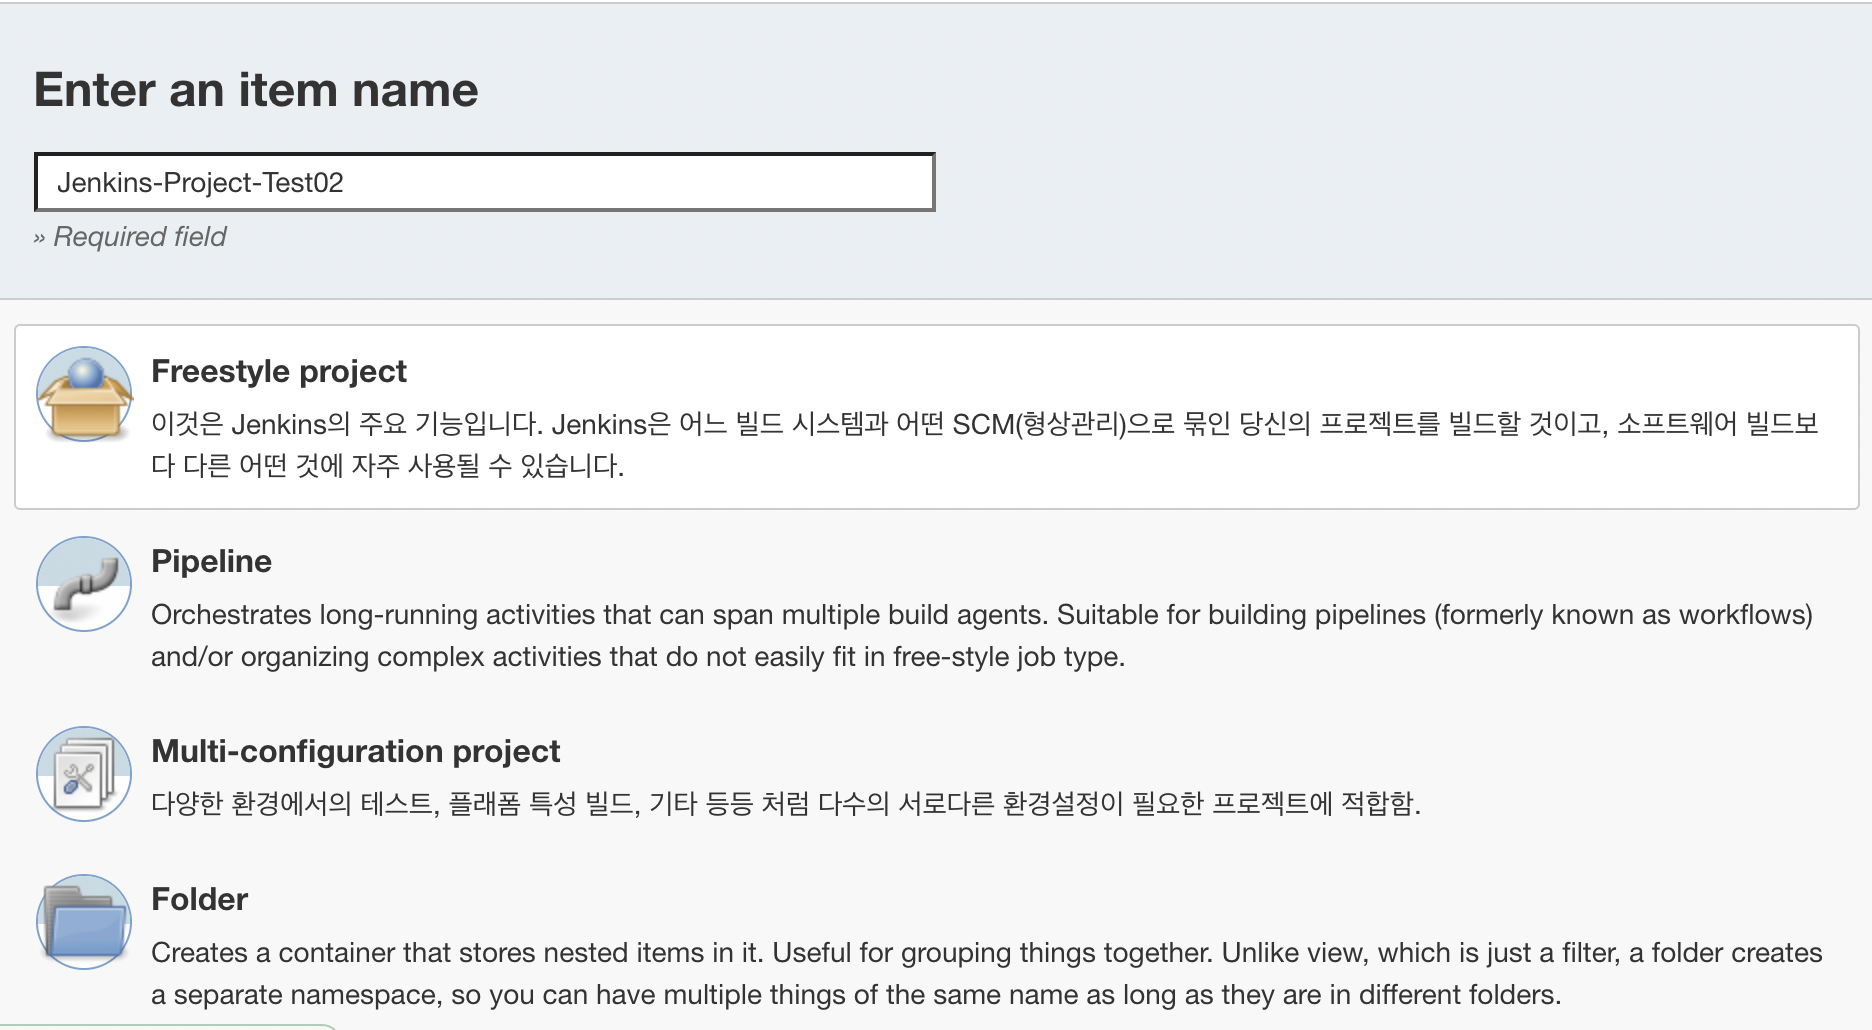 Enter an item name
Jenkins-Project-Test02
» Required field
Freestyle project
이것은 Jenkins의 주요 기능입니다. Jenkins은 어느 빌드 시스템과 어떤 SCM(형상관리)으로 묶인 당신의 프로젝트를 빌드할 것이고, 소프트웨어 빌드보
다 다른 어떤 것에 자주 사용될 수 있습니다.
Pipeline
Orchestrates long-running activities that can span multiple build agents. Suitable for building pipelines (formerly known as workflows)
and/or organizing complex activities that do not easily fit in free-style job type.
Multi-configuration project
다양한 환경에서의 테스트, 플래폼 특성 빌드, 기타 등등 처럼 다수의 서로다른 환경설정이 필요한 프로젝트에 적합함.
Folder
Creates a container that stores nested items in it. Useful for grouping things together. Unlike view, which is just a filter, a folder creates
a separate namespace, so you can have multiple things of the same name as long as they are in different folders.